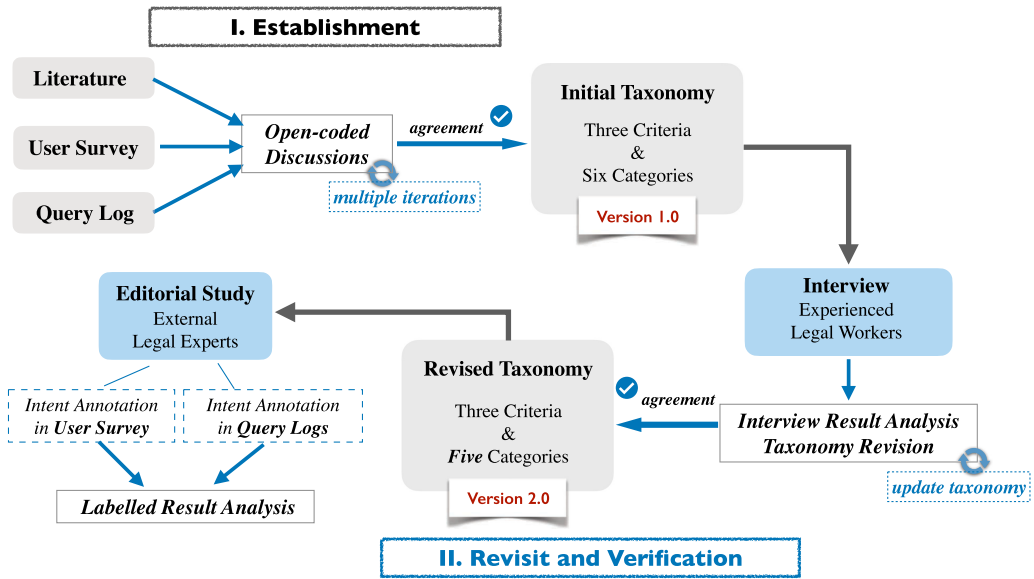 I. Establishment
Literature
User Survey
Query Log
Open-coded
Discussions
multiple iterations
agreement
Initial Taxonomy
Three Criteria
&
Six Categories
Version 1.0
Interview
Experienced
Legal Workers
Interview Result Analysis
Taxonomy Revision
update taxonomy
agreement
Revised Taxonomy
Three Criteria
&
Five Categories
Version 2.0
Editorial Study
External
Legal Experts
Intent Annotation
in User Survey
Intent Annotation
in Query Logs
Labelled Result Analysis
II. Revisit and Verification